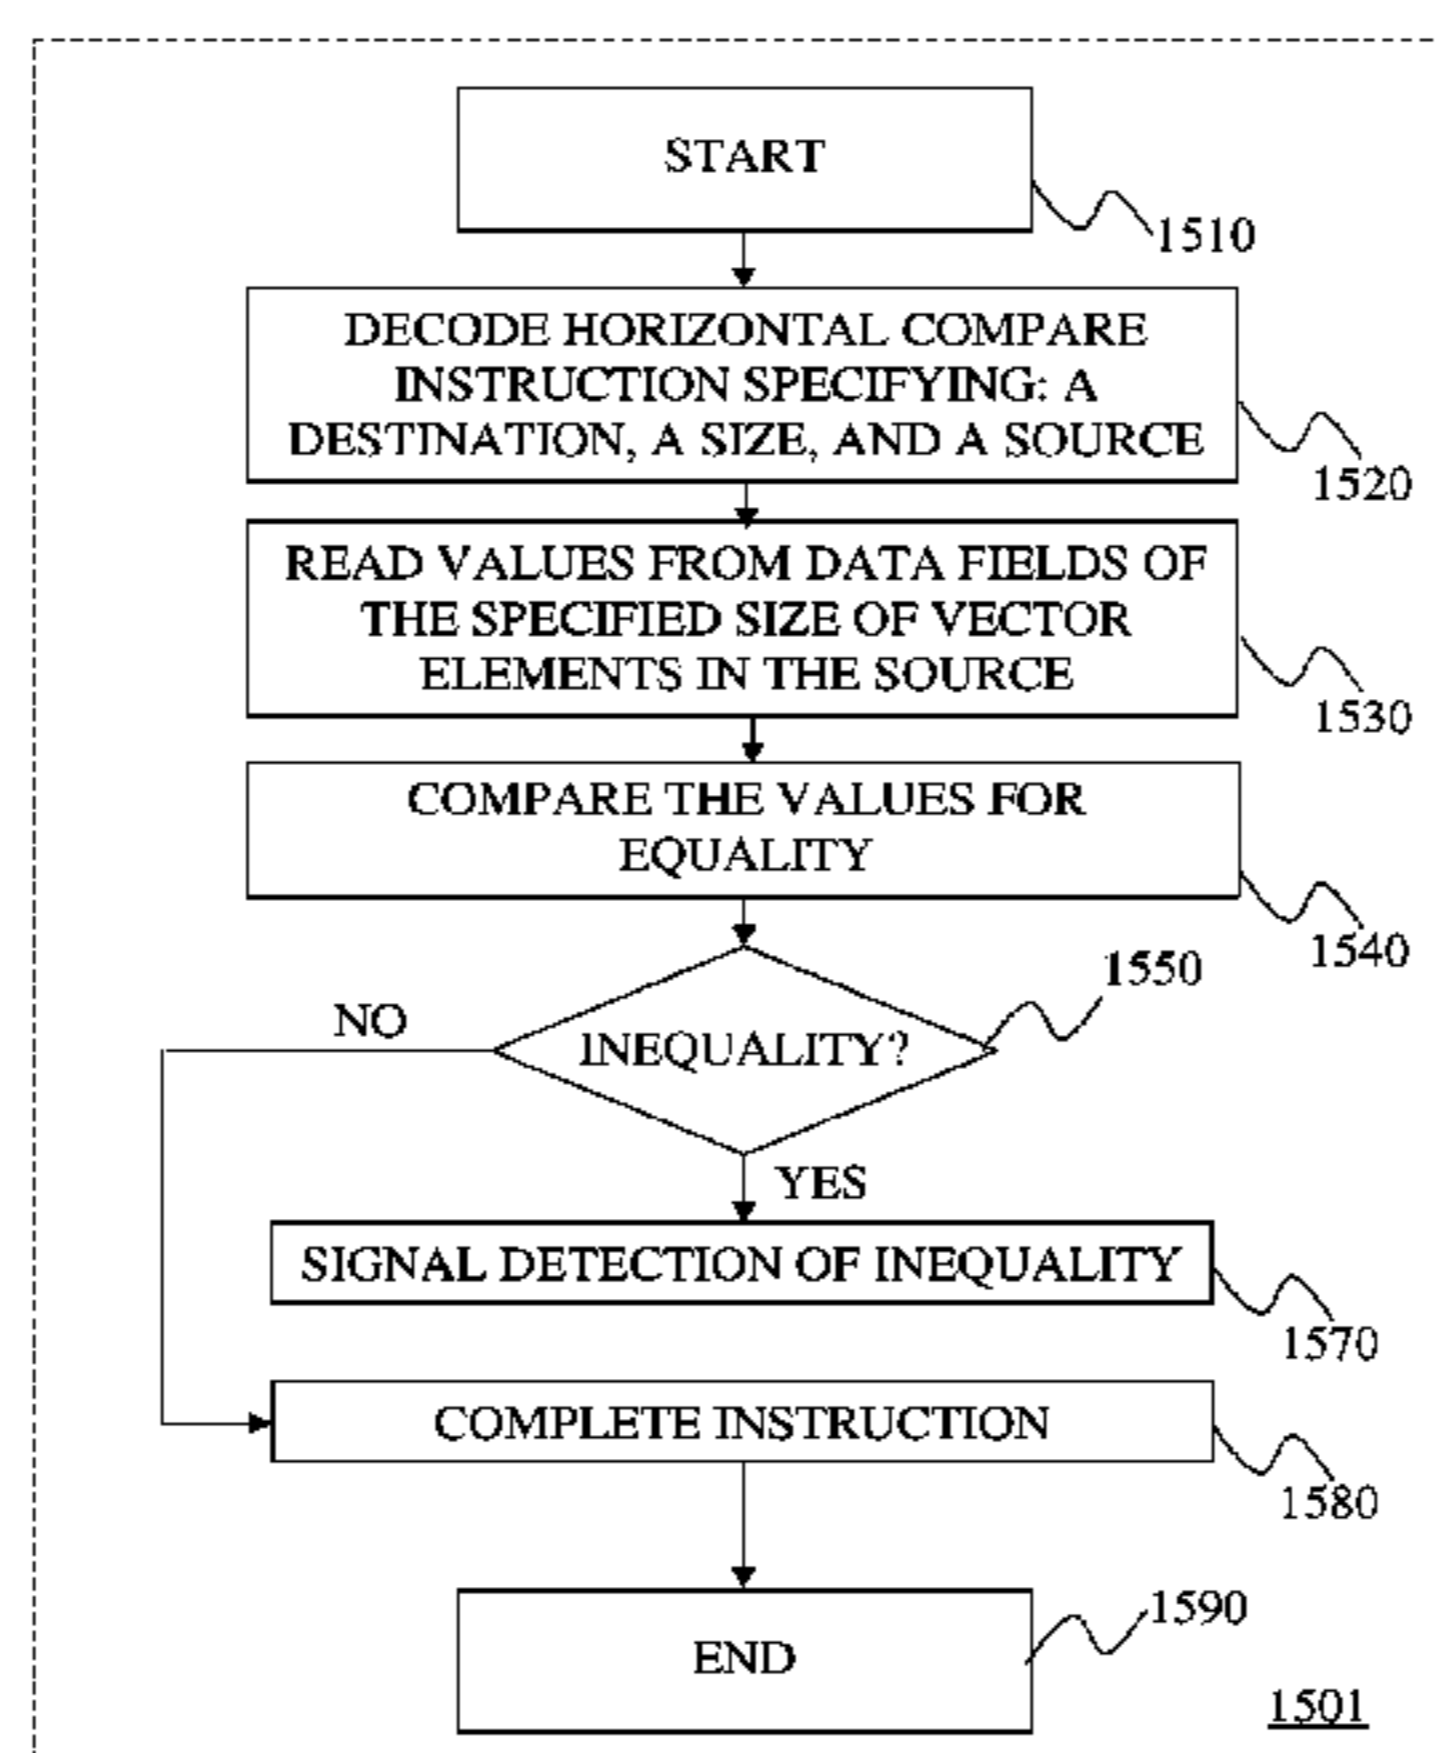 START
1510
DECODE HORIZONTAL COMPARE
INSTRUCTION SPECIFYING: A
DESTINATION, A SIZE, AND A SOURCE
1520
READ VALUES FROM DATA FIELDS OF
THE SPECIFIED SIZE OF VECTOR
ELEMENTS IN THE SOURCE
1530
COMPARE THE VALUES FOR
EQUALITY
1540
1550
NO
INEQUALITY?
YES
SIGNAL DETECTION OF INEQUALITY
1570
COMPLETE INSTRUCTION
1580
1590
END
1501